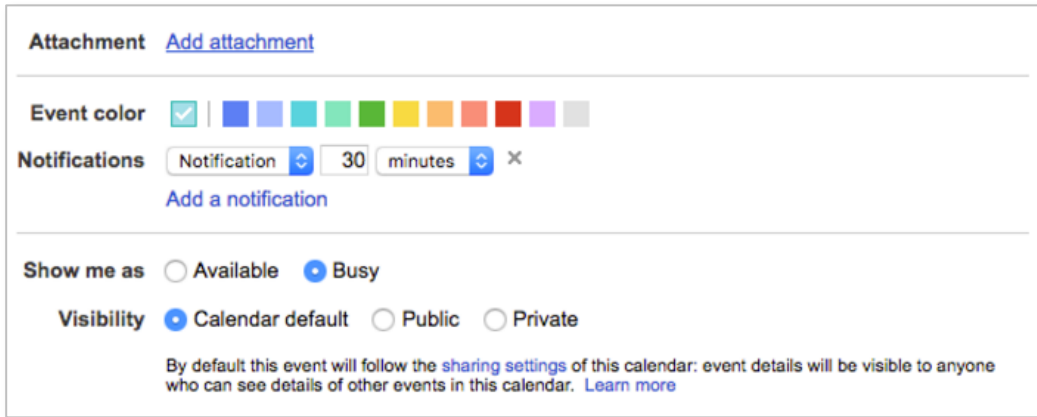 Attachment Add attachment
Event color
Notifications Notification 30 minutes ×
Add a notification
Show me as Available Busy
Visibility Calendar default Public Private
By default this event will follow the sharing settings of this calendar: event details will be visible to anyone
who can see details of other events in this calendar. Learn more